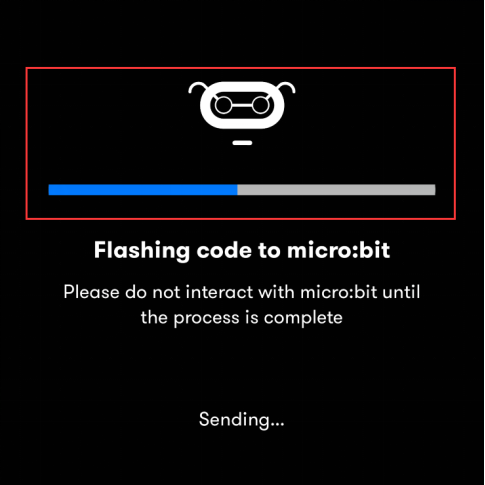 Flashing code to micro:bit
Please do not interact with micro:bit until
the process is complete
Sending...